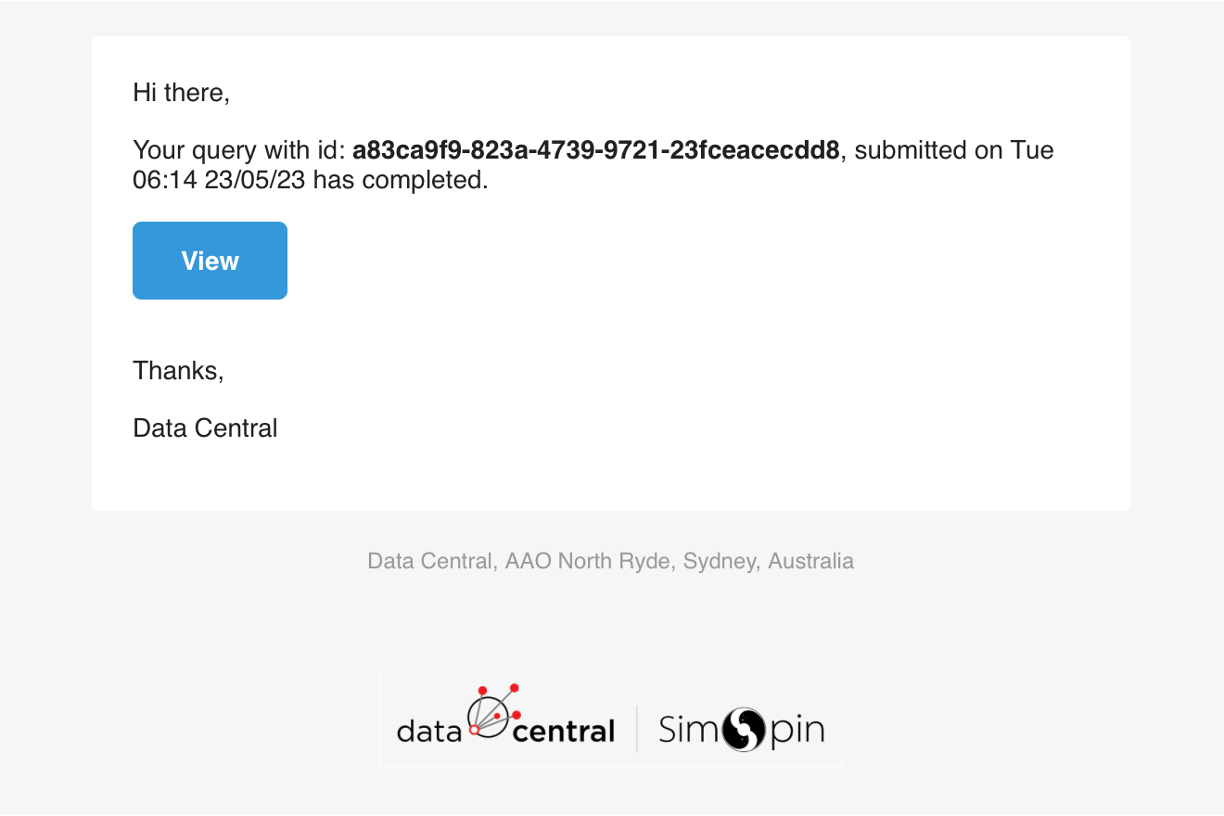 Hi there,
Your query with id: a83ca9f9-823a-4739-9721-23fceacecdd8, submitted on Tue
06:14 23/05/23 has completed.
View
Thanks,
Data Central
Data Central, AAO North Ryde, Sydney, Australia
data central | SimSpin